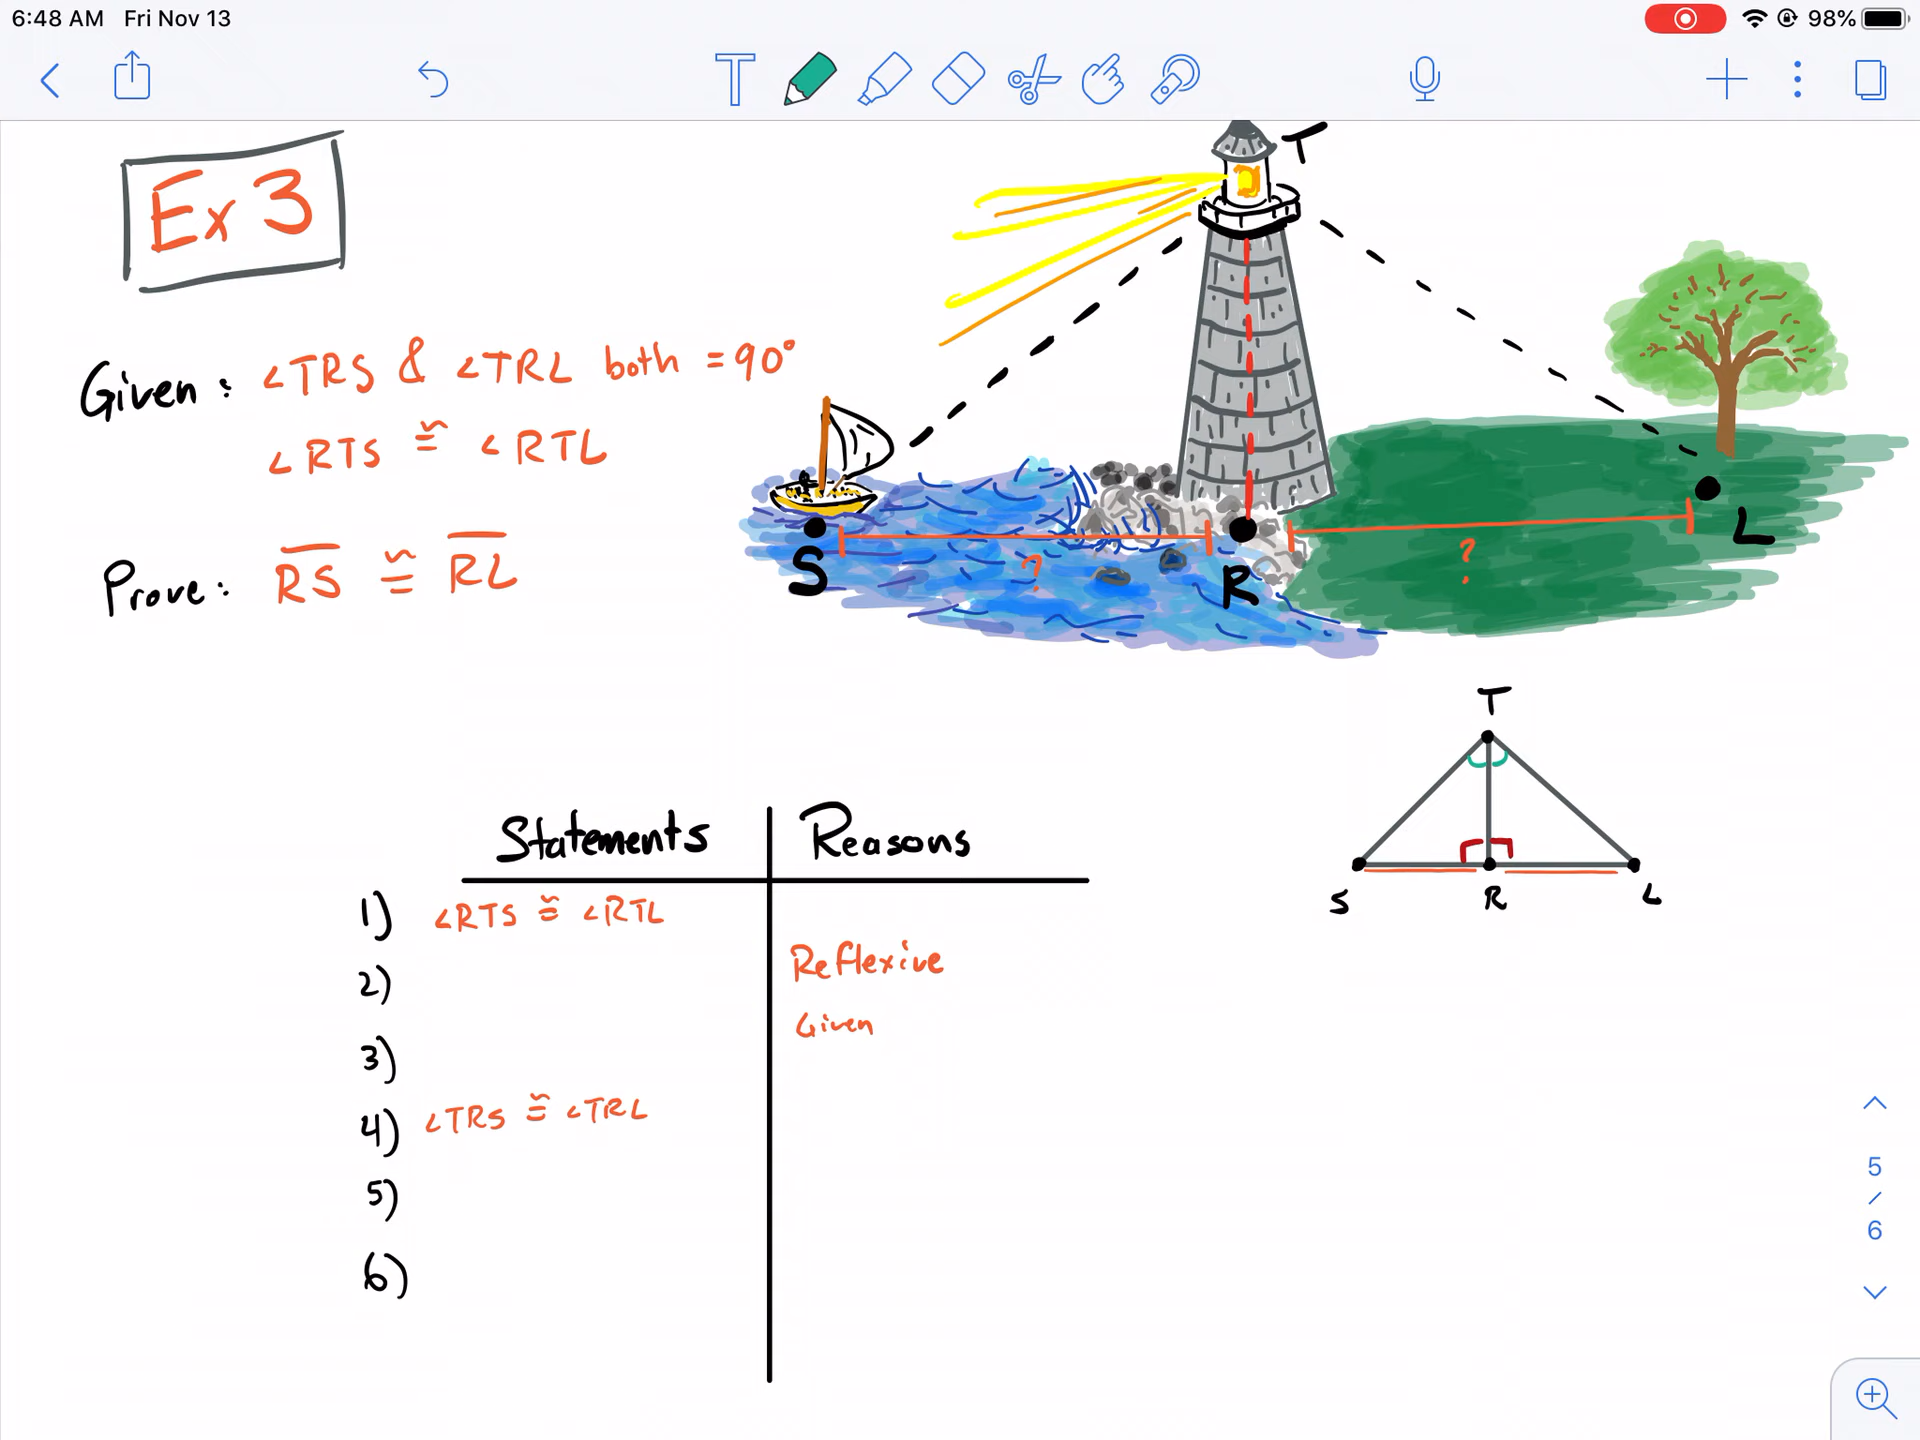 6:48 AM Fri Nov 13
98%
T
Ex 3
T
Given: ∠TRS & ∠TRL both = 90°
∠RTS ≅ ∠RTL
Prove: RS ≅ RL
S
?
R
?
L
T
S
R
L
Statements Reasons
1) ∠RTS ≅ ∠RTL
2) Reflexive
3) Given
4) ∠TRS ≅ ∠TRL
5)
6)
5
/
6